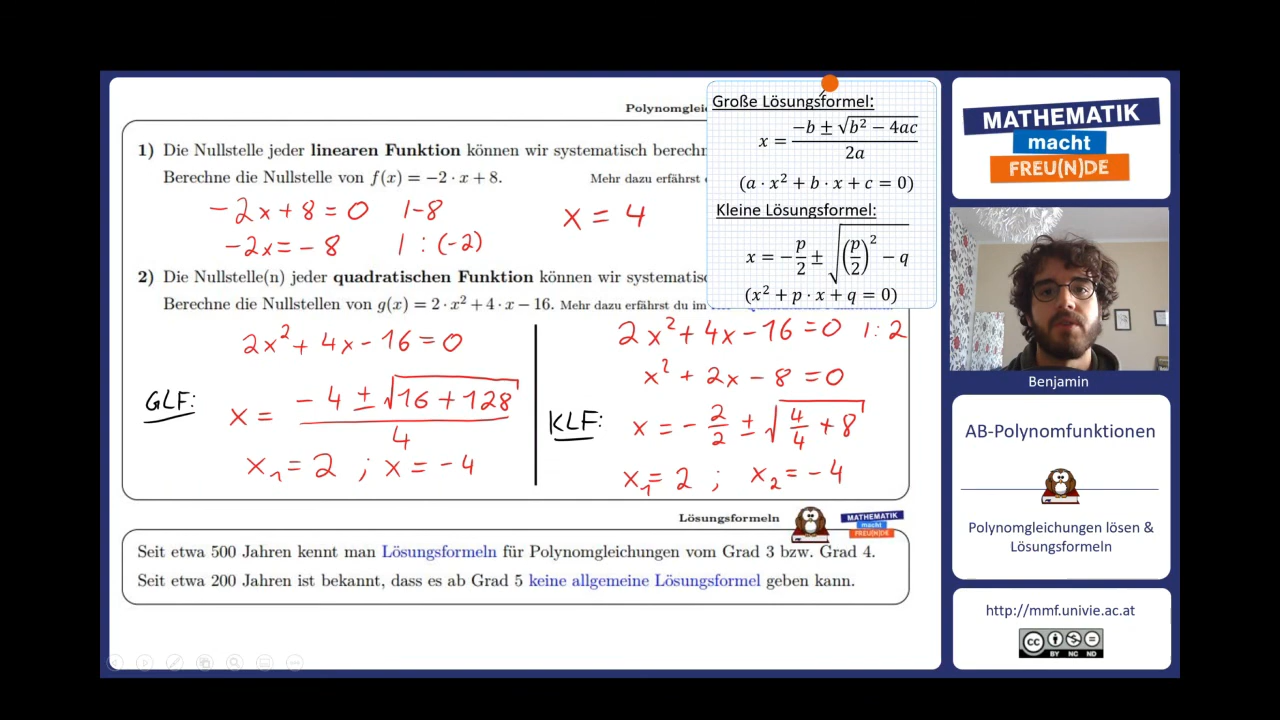 Polynomgle
1) Die Nullstelle jeder linearen Funktion können wir systematisch berechn
Berechne die Nullstelle von f(x) = −2 · x + 8. Mehr dazu erfährst
−2x + 8 = 0 | −8
−2x = −8 | : (−2)
x = 4
2) Die Nullstelle(n) jeder quadratischen Funktion können wir systematis
Berechne die Nullstellen von g(x) = 2 · x² + 4 · x − 16. Mehr dazu erfährst du im
Große Lösungsformel:
x = (−b ± √(b² − 4ac)) / 2a
(a · x² + b · x + c = 0)
Kleine Lösungsformel:
x = −p/2 ± √((p/2)² − q)
(x² + p · x + q = 0)
2x² + 4x − 16 = 0
GLF: x = (−4 ± √(16 + 128)) / 4
x₁ = 2 ; x = −4
2x² + 4x − 16 = 0 | : 2
x² + 2x − 8 = 0
KLF: x = −2/2 ± √(4/4 + 8)
x₁ = 2 ; x₂ = −4
Lösungsformeln
MATHEMATIK
macht
FREU(N)DE
Seit etwa 500 Jahren kennt man Lösungsformeln für Polynomgleichungen vom Grad 3 bzw. Grad 4.
Seit etwa 200 Jahren ist bekannt, dass es ab Grad 5 keine allgemeine Lösungsformel geben kann.
MATHEMATIK
macht
FREU(N)DE
Benjamin
AB-Polynomfunktionen
Polynomgleichungen lösen &
Lösungsformeln
http://mmf.univie.ac.at
cc
BY NC ND